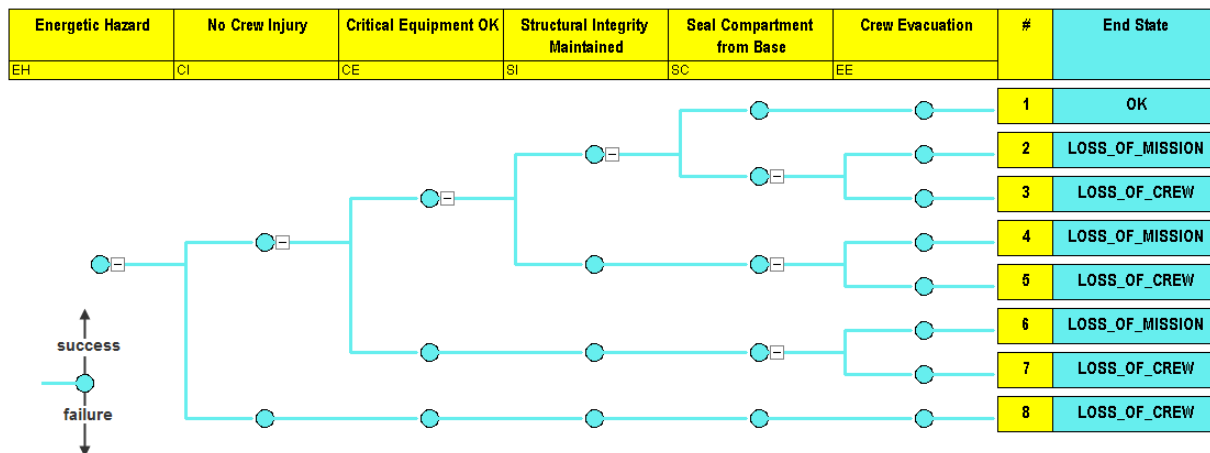 Energetic Hazard No Crew Injury Critical Equipment OK Structural Integrity Seal Compartment Crew Evacuation # End State
Maintained from Base
EH CI CE SI SC EE
1 OK
2 LOSS_OF_MISSION
3 LOSS_OF_CREW
4 LOSS_OF_MISSION
5 LOSS_OF_CREW
6 LOSS_OF_MISSION
success
7 LOSS_OF_CREW
failure
8 LOSS_OF_CREW